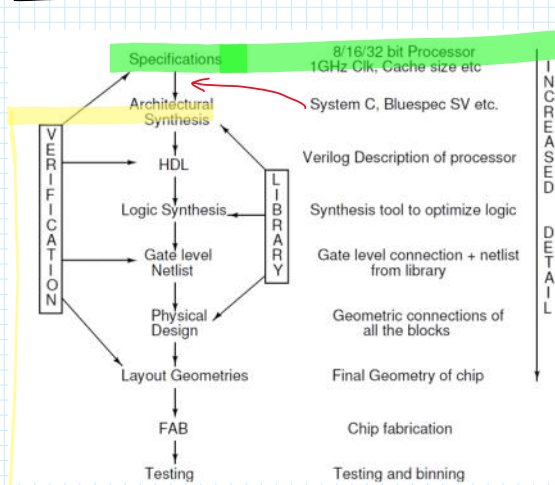 Specifications
8/16/32 bit Processor
1GHz Clk, Cache size etc
Architectural
Synthesis
System C, Bluespec SV etc.
HDL
Verilog Description of processor
Logic Synthesis
Synthesis tool to optimize logic
Gate level
Netlist
Gate level connection + netlist
from library
Physical
Design
Geometric connections of
all the blocks
Layout Geometries
Final Geometry of chip
FAB
Chip fabrication
Testing
Testing and binning
VERIFICATION
LIBRARY
INCREASED DETAIL